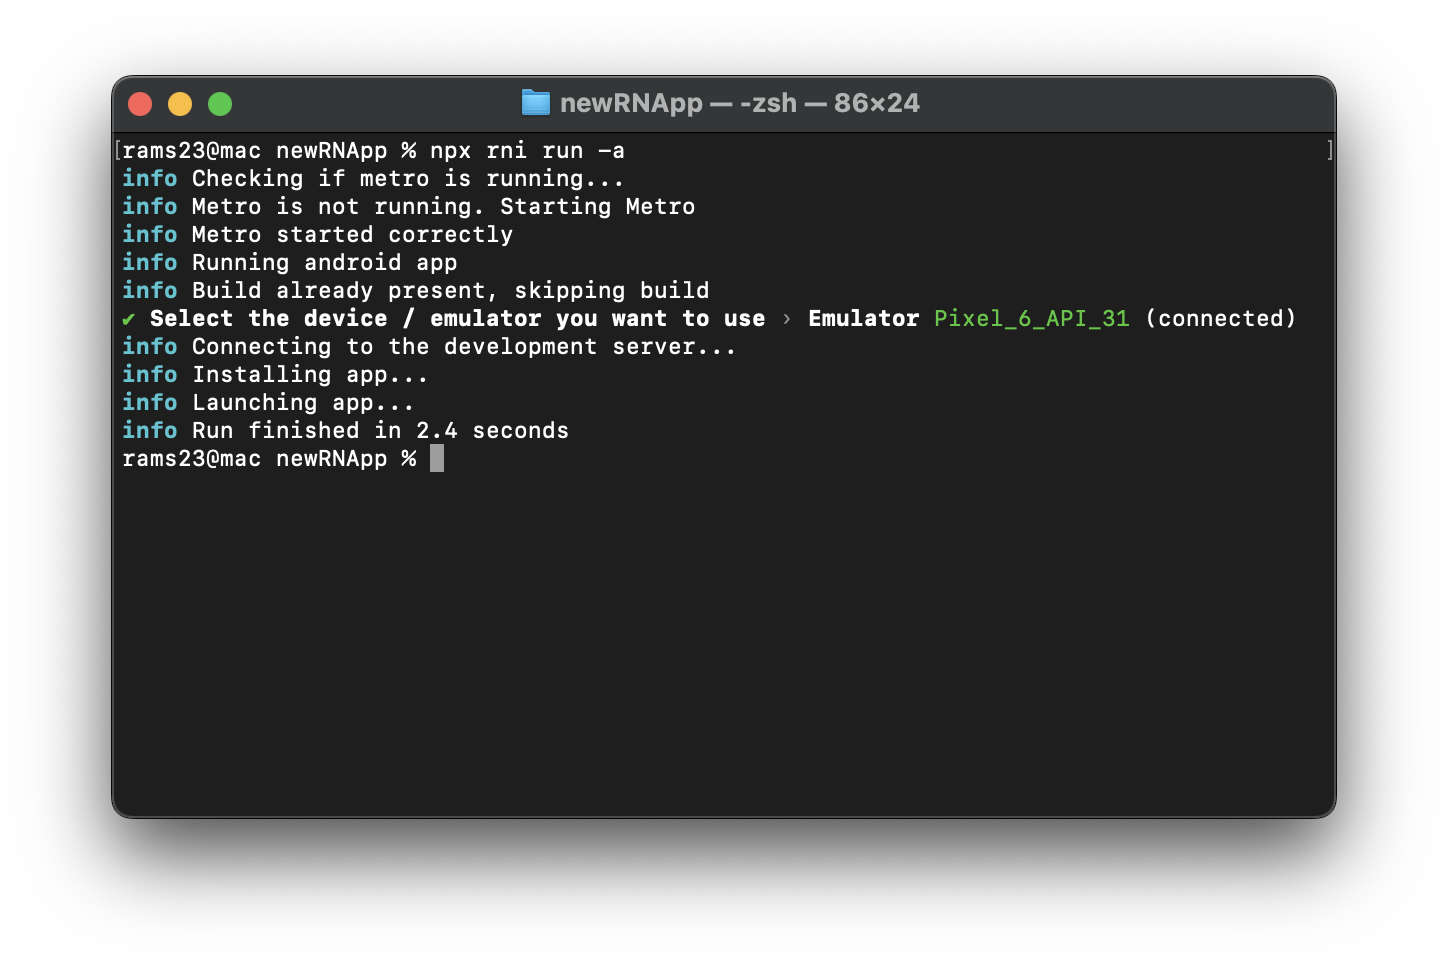 newRNApp — -zsh — 86×24
[rams23@mac newRNApp % npx rni run -a ]
info Checking if metro is running...
info Metro is not running. Starting Metro
info Metro started correctly
info Running android app
info Build already present, skipping build
✔ Select the device / emulator you want to use › Emulator Pixel_6_API_31 (connected)
info Connecting to the development server...
info Installing app...
info Launching app...
info Run finished in 2.4 seconds
rams23@mac newRNApp %